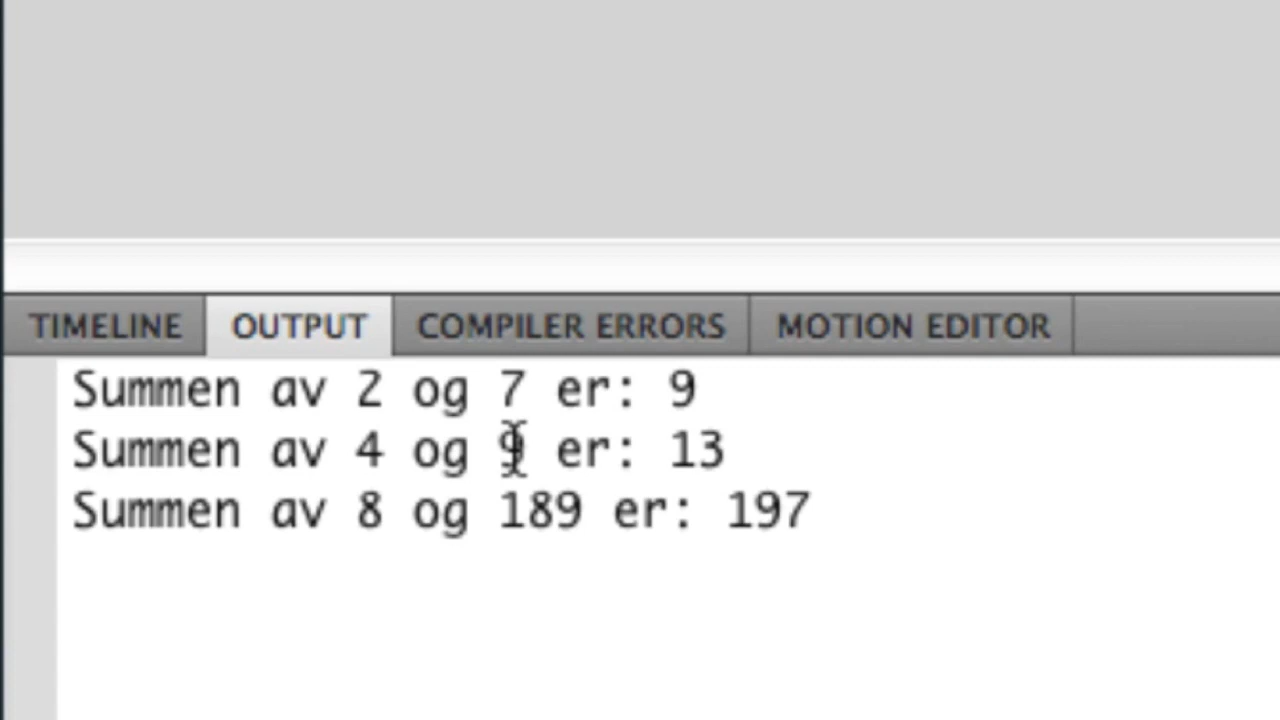 TIMELINE OUTPUT COMPILER ERRORS MOTION EDITOR
Summen av 2 og 7 er: 9
Summen av 4 og 9 er: 13
Summen av 8 og 189 er: 197